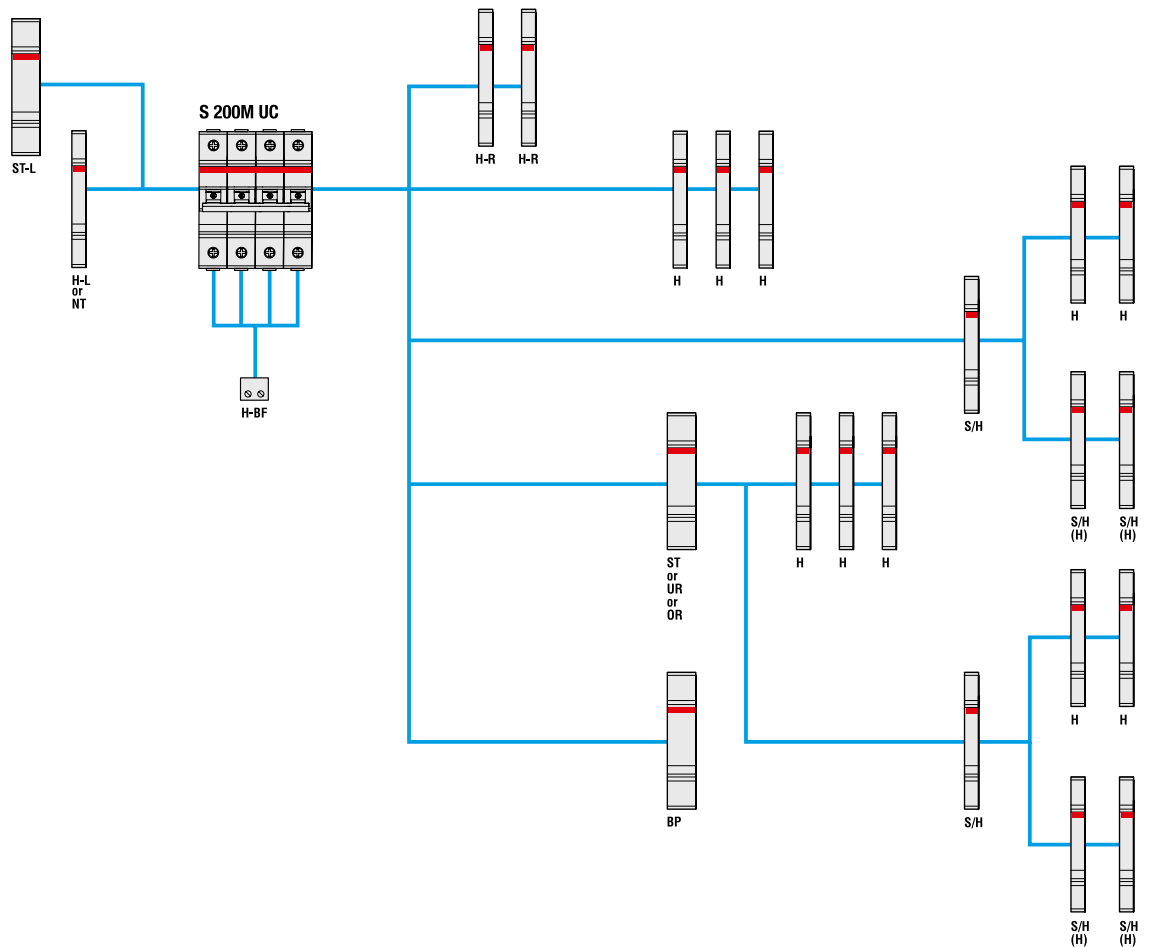 S 200M UC
ST-L
H-R
H-R
H-L
or
NT
H
H
H
H
H
H-BF
S/H
S/H
(H)
S/H
(H)
ST
or
UR
or
OR
H
H
H
H
H
BP
S/H
S/H
(H)
S/H
(H)